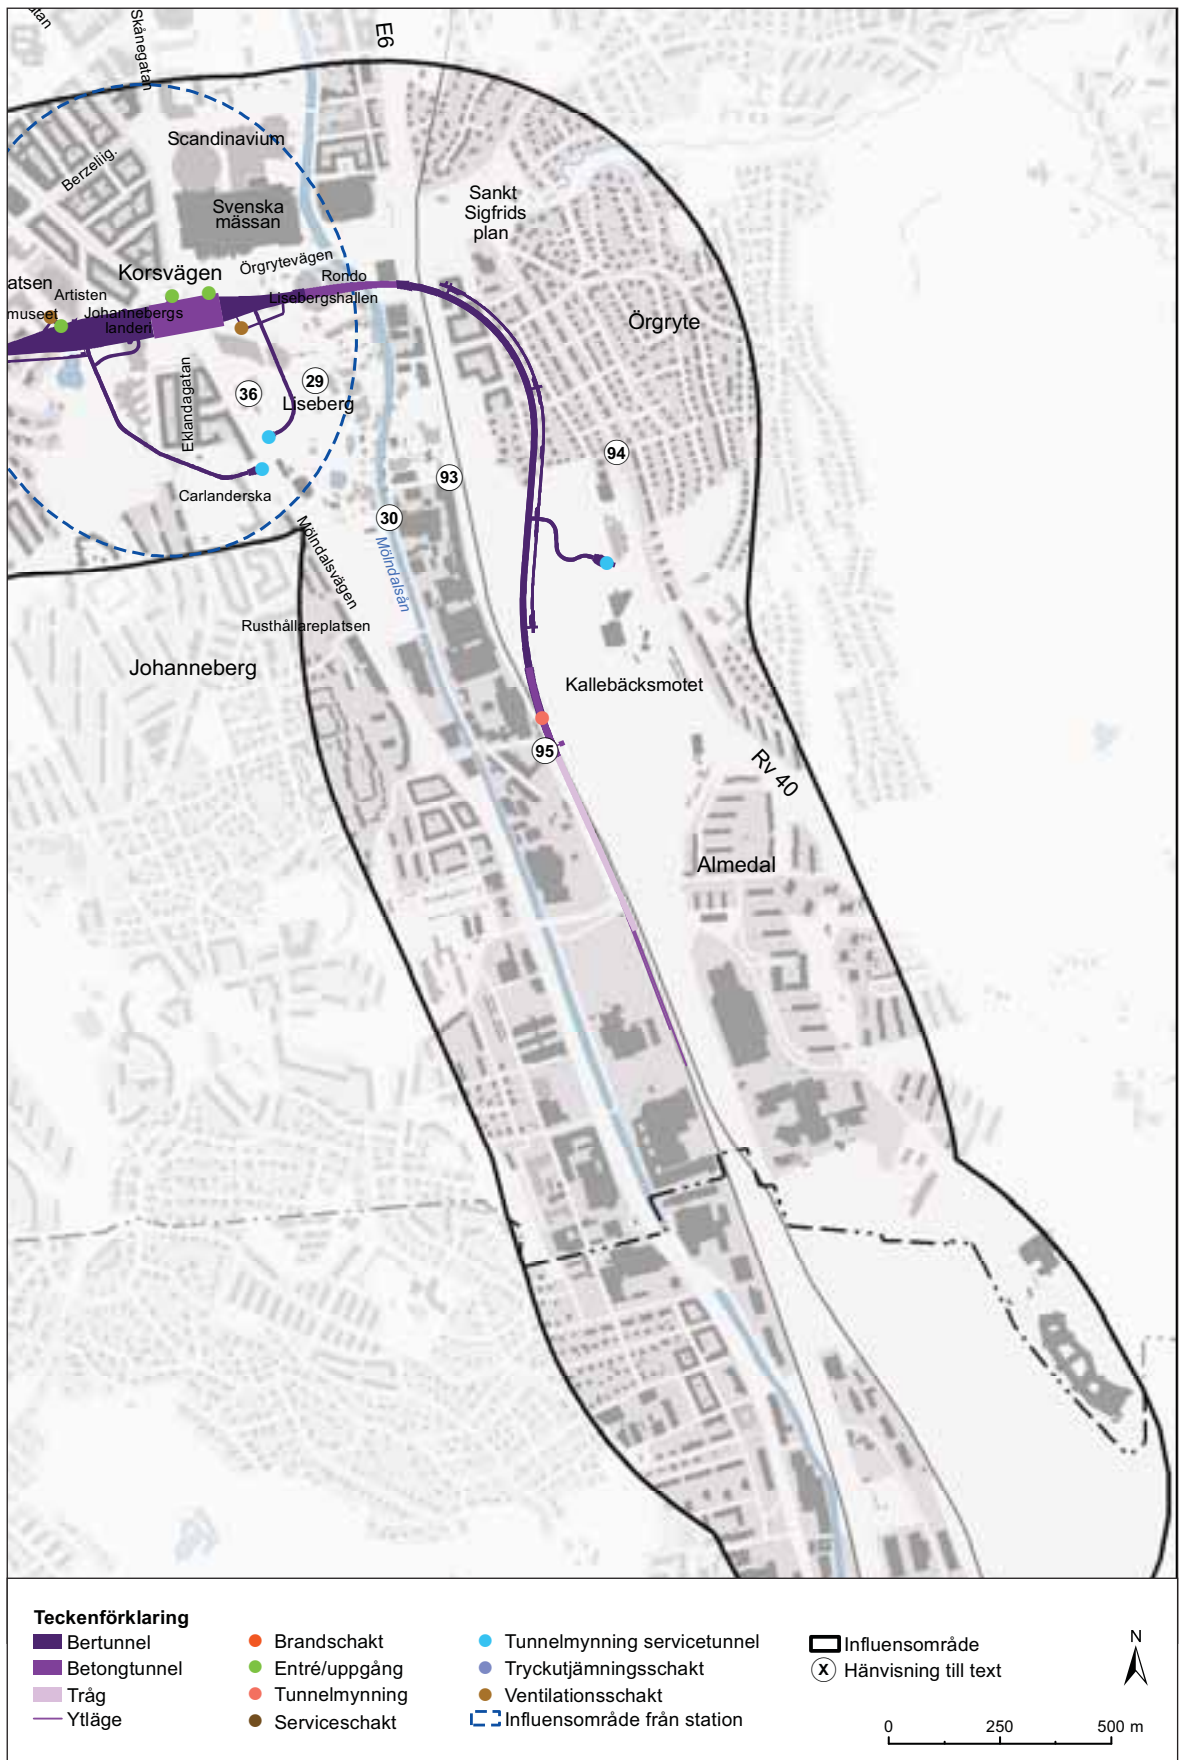 tan
Skånegatan
E6
Scandinavium
Berzeliig.
Svenska
mässan
Sankt
Sigfrids
plan
Örgrytevägen
Korsvägen
Rondo
atsen
Artisten
Lisebergshallen
museet
Johannebergs
landeri
Örgryte
Eklandagatan
36
29
Liseberg
94
93
Carlanderska
30
Mölndalsvägen
Mölndalsån
Rusthållareplatsen
Johanneberg
Kallebäcksmotet
95
Rv 40
Almedal
Teckenförklaring
Bertunnel
Betongtunnel
Tråg
Ytläge
Brandschakt
Entré/uppgång
Tunnelmynning
Serviceschakt
Tunnelmynning servicetunnel
Tryckutjämningsschakt
Ventilationsschakt
Influensområde från station
Influensområde
X Hänvisning till text
N
0 250 500 m